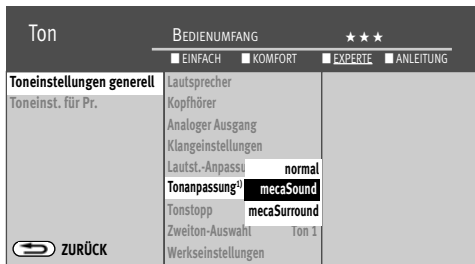 Ton
BEDIENUMFANG ★★★
EINFACH KOMFORT EXPERTE ANLEITUNG
Toneinstellungen generell
Toneinst. für Pr.
Lautsprecher
Kopfhörer
Analoger Ausgang
Klangeinstellungen
Lautst.-Anpassu
Tonanpassung¹⁾
Tonstopp
Zweiton-Auswahl Ton 1
Werkseinstellungen
normal
mecaSound
mecaSurround
ZURÜCK